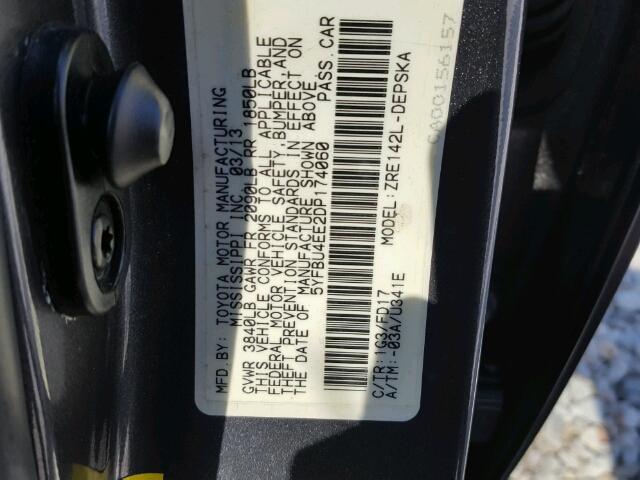 MFD.BY: TOYOTA MOTOR MANUFACTURING
MISSISSIPPI INC. 03/13
GVWR 3840LB GAWR FR 2090LB RR 1850LB
THIS VEHICLE CONFORMS TO ALL APPLICABLE
FEDERAL MOTOR VEHICLE SAFETY, BUMPER AND
THEFT PREVENTION STANDARDS IN EFFECT ON
THE DATE OF MANUFACTURE SHOWN ABOVE.
5YFBU4EE2DP174060 PASS.CAR
C/TR:1G3/FD17 MODEL:ZRE142L-DEPSKA
A/TM:-03A/U341E
CA00156157